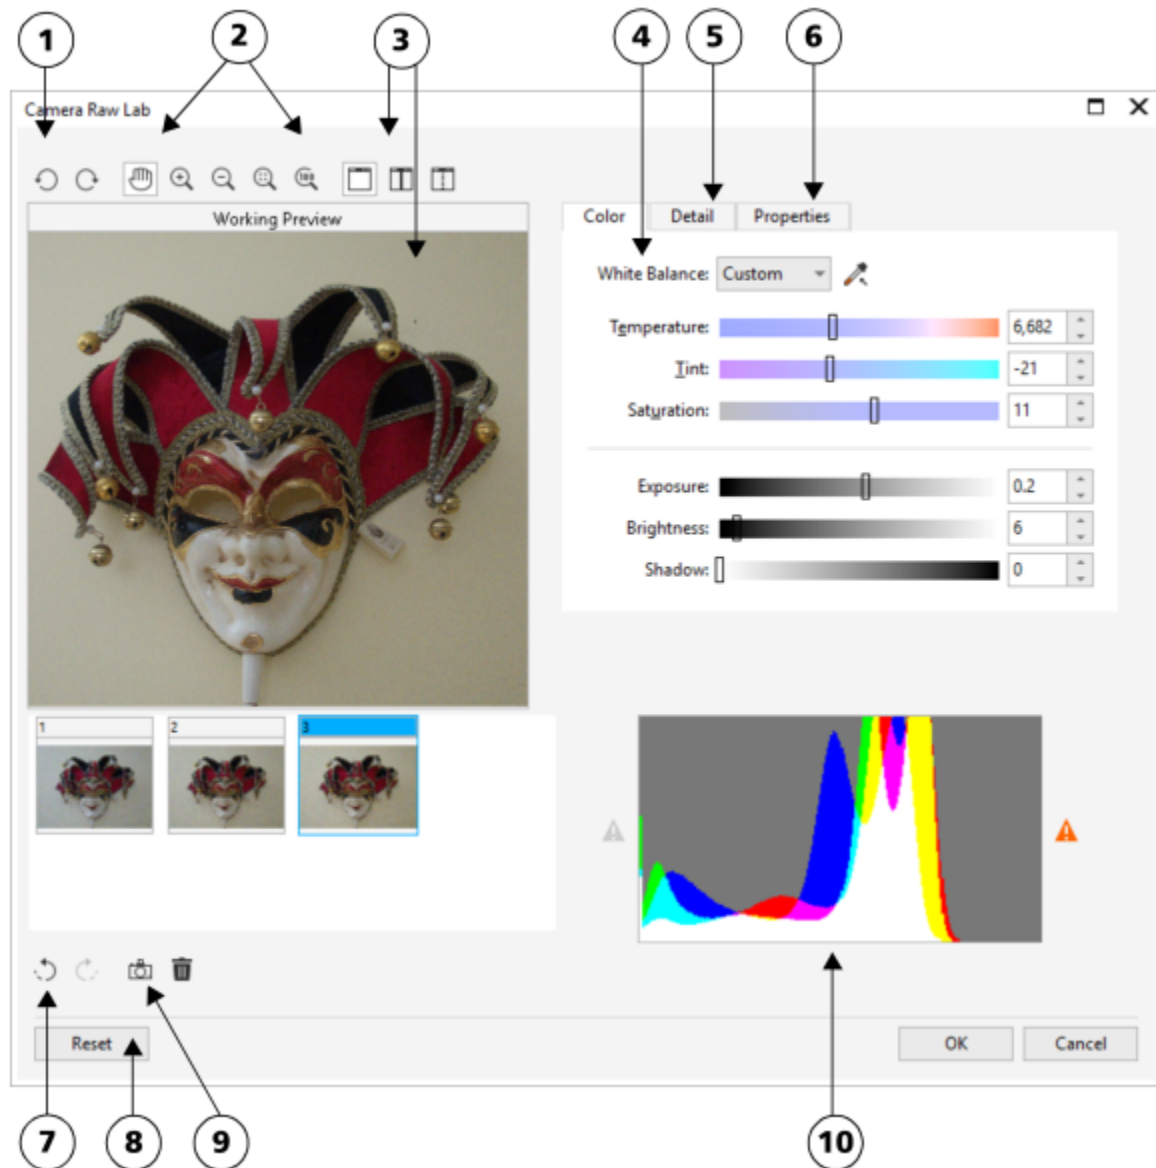 1 2 3 4 5 6
Camera Raw Lab
100
Working Preview
Color Detail Properties
White Balance: Custom
Temperature: 6,682
Tint: -21
Saturation: 11
Exposure: 0.2
Brightness: 6
Shadow: 0
1 2 3
Reset OK Cancel
7 8 9 10